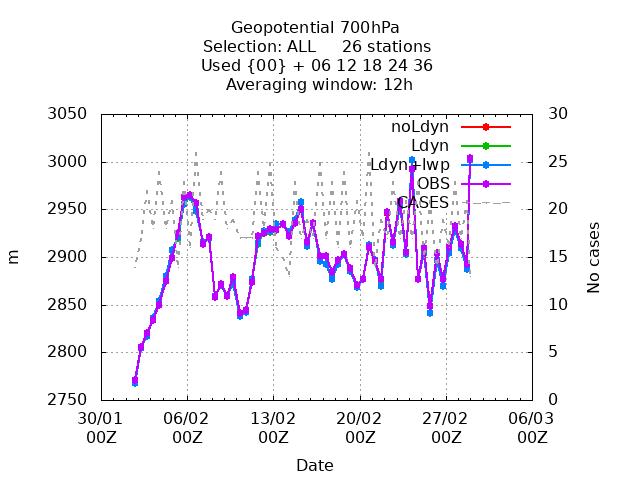 Geopotential 700hPa
Selection: ALL 26 stations
Used {00} + 06 12 18 24 36
Averaging window: 12h
3050 30
noLdyn
Ldyn
3000 25
Ldyn+lwp
OBS
2950 CASES 20
2900 15
m
No cases
2850 10
2800 5
2750 0
30/01 06/02 13/02 20/02 27/02 06/03
00Z 00Z 00Z 00Z 00Z 00Z
Date